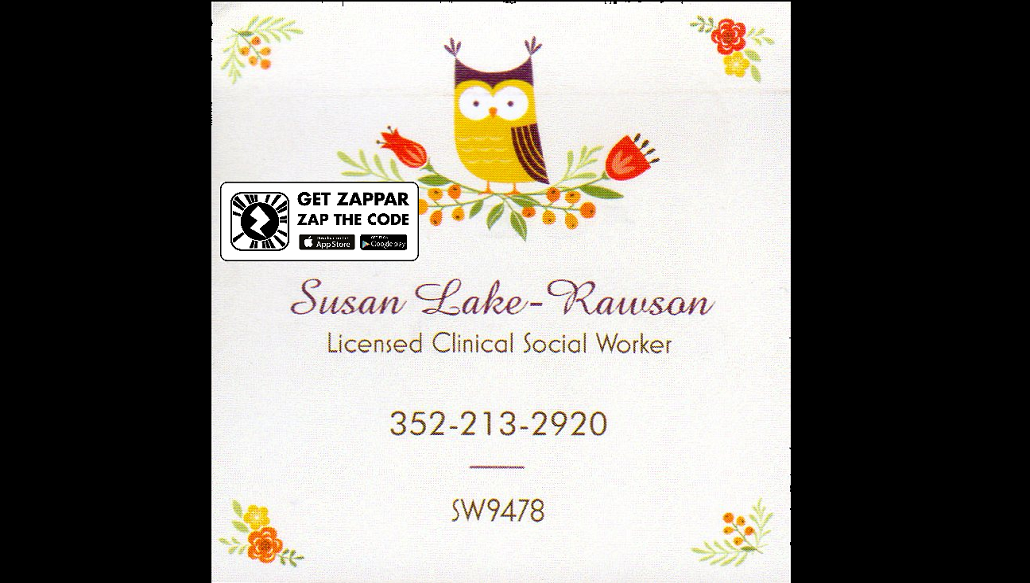 GET ZAPPAR
ZAP THE CODE
App Store
Google play
Susan Lake-Rawson
Licensed Clinical Social Worker
352-213-2920
SW9478